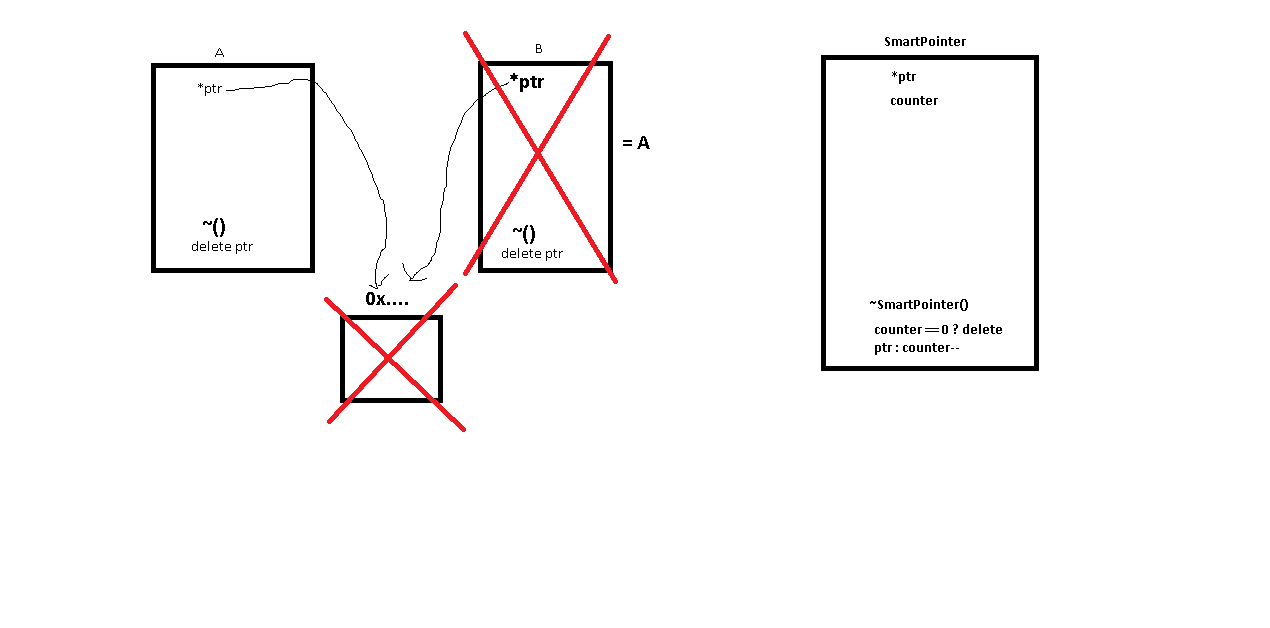 A
*ptr
~()
delete ptr
B
*ptr
~()
delete ptr
= A
0x....
SmartPointer
*ptr
counter
~SmartPointer()
counter == 0 ? delete
ptr : counter--